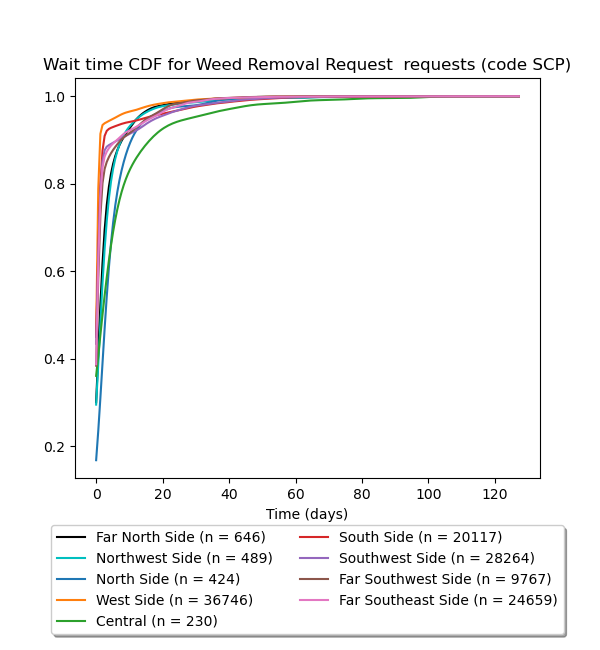 Wait time CDF for Weed Removal Request  requests (code SCP)
1.0
0.8
0.6
0.4
0.2
0 20 40 60 80 100 120
Time (days)
Far North Side (n = 646)
Northwest Side (n = 489)
North Side (n = 424)
West Side (n = 36746)
Central (n = 230)
South Side (n = 20117)
Southwest Side (n = 28264)
Far Southwest Side (n = 9767)
Far Southeast Side (n = 24659)